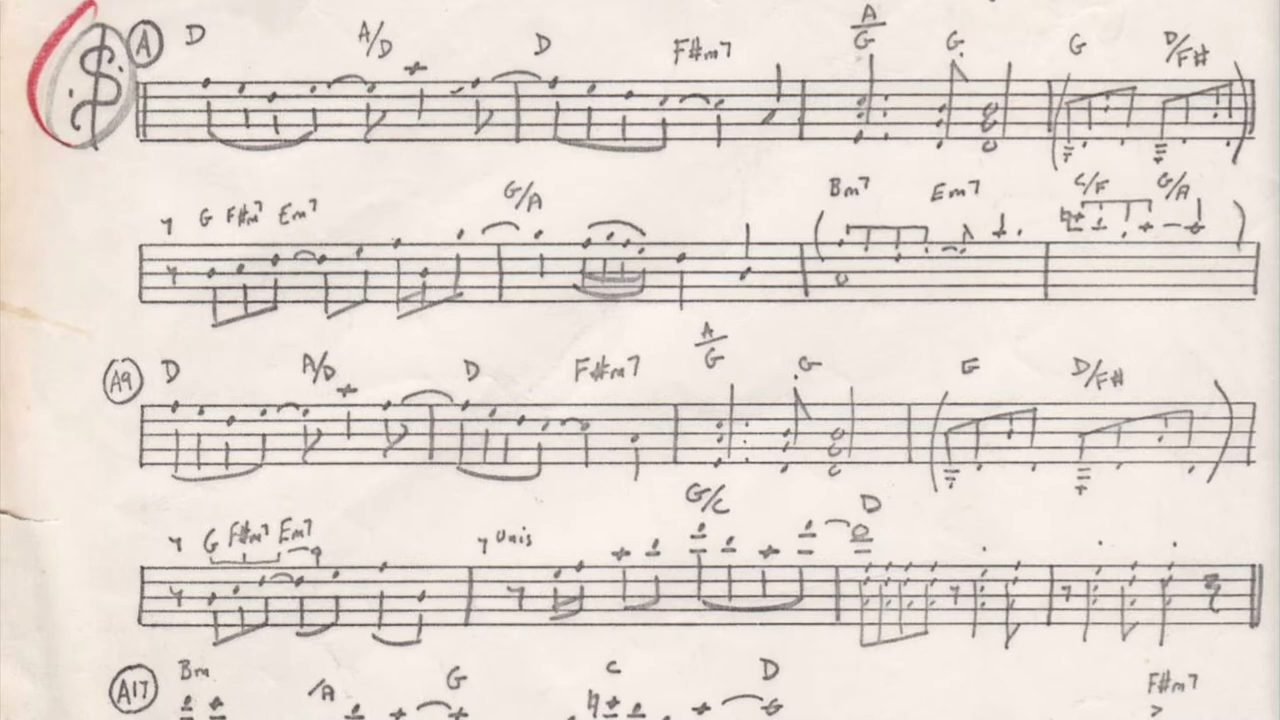 A D A/D D F#m7 A/G G G D/F#
G F#m7 Em7 G/A Bm7 Em7 C/F G/A
A9 D A/D D F#m7 A/G G G D/F#
G F#m7 Em7 Unis G/C D
A17 Bm /A G C D F#m7